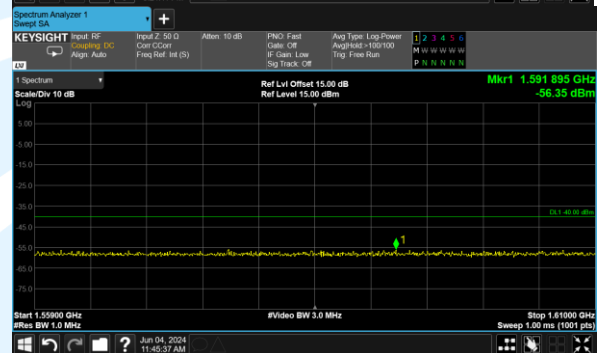 Spectrum Analyzer 1
Swept SA
KEYSIGHT Input: RF Input Z: 50 Ω Atten: 10 dB PNO: Fast Avg Type: Log-Power 1 2 3 4 5 6
Coupling: DC Corr CCorr Gate: Off Avg|Hold:>100/100 M W W W W W
Align: Auto Freq Ref: Int (S) IF Gain: Low Trig: Free Run P N N N N N
LXI Sig Track: Off
1 Spectrum Ref Lvl Offset 15.00 dB Mkr1 1.591 895 GHz
Scale/Div 10 dB Ref Level 15.00 dBm -56.35 dBm
Log
5.00
-5.00
-15.0
-25.0
-35.0
DL1 -40.00 dBm
-45.0
1
-55.0
-65.0
-75.0
Start 1.55900 GHz #Video BW 3.0 MHz Stop 1.61000 GHz
#Res BW 1.0 MHz Sweep 1.00 ms (1001 pts)
? Jun 04, 2024
11:45:37 AM